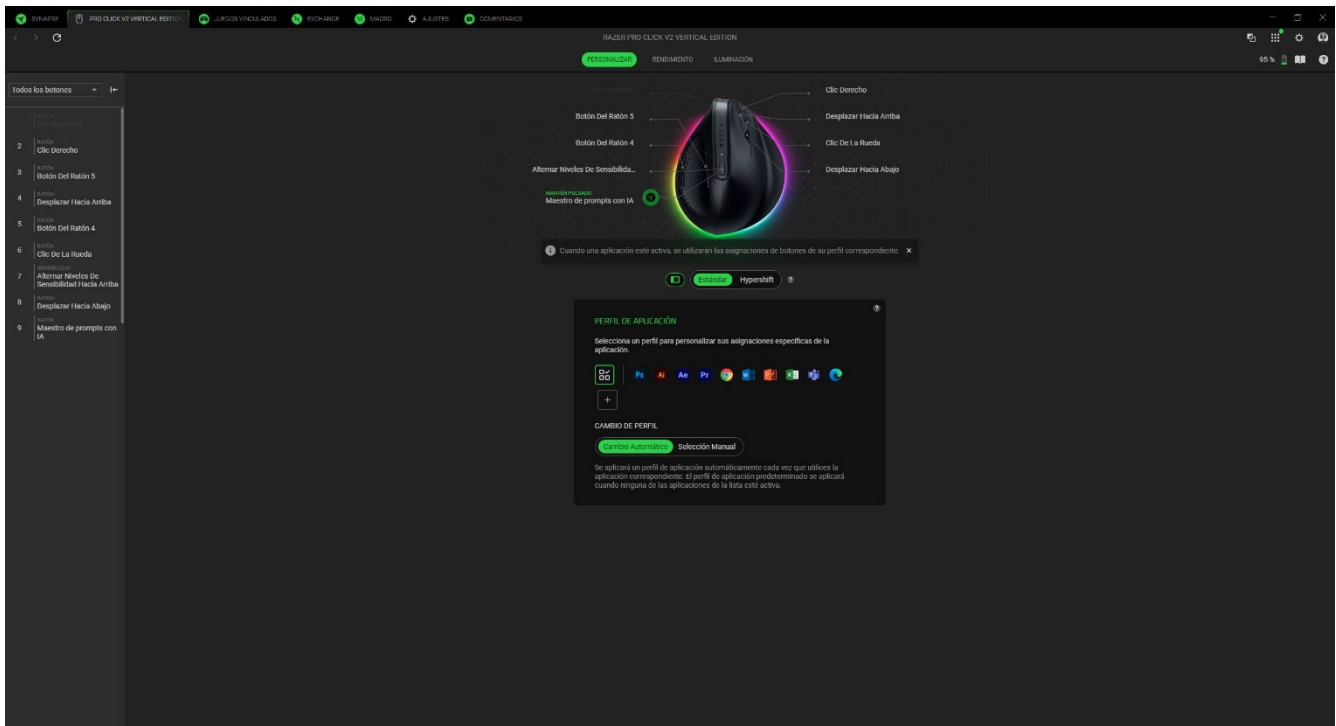 SYNAPSE
PRO CLICK V2 VERTICAL EDITION
JUEGOS VINCULADOS
EXCHANGE
MACRO
AJUSTES
COMENTARIOS
RAZER PRO CLICK V2 VERTICAL EDITION
PERSONALIZAR
RENDIMIENTO
ILUMINACIÓN
95 %
Todos los botones
2
RATÓN
Clic Derecho
3
RATÓN
Botón Del Ratón 5
4
RATÓN
Desplazar Hacia Arriba
5
RATÓN
Botón Del Ratón 4
6
RATÓN
Clic De La Rueda
7
SENSIBILIDAD
Alternar Niveles De
Sensibilidad Hacia Arriba
8
RATÓN
Desplazar Hacia Abajo
9
RATÓN
Maestro de prompts con
IA
Clic Derecho
Botón Del Ratón 5
Desplazar Hacia Arriba
Botón Del Ratón 4
Clic De La Rueda
Alternar Niveles De Sensibilida...
Desplazar Hacia Abajo
MANTÉN PULSADO
Maestro de prompts con IA
Cuando una aplicación esté activa, se utilizarán las asignaciones de botones de su perfil correspondiente.
Estándar
Hypershift
PERFIL DE APLICACIÓN
Selecciona un perfil para personalizar sus asignaciones específicas de la
aplicación.
Ps
Ai
Ae
Pr
CAMBIO DE PERFIL
Cambio Automático
Selección Manual
Se aplicará un perfil de aplicación automáticamente cada vez que utilices la
aplicación correspondiente. El perfil de aplicación predeterminado se aplicará
cuando ninguna de las aplicaciones de la lista esté activa.